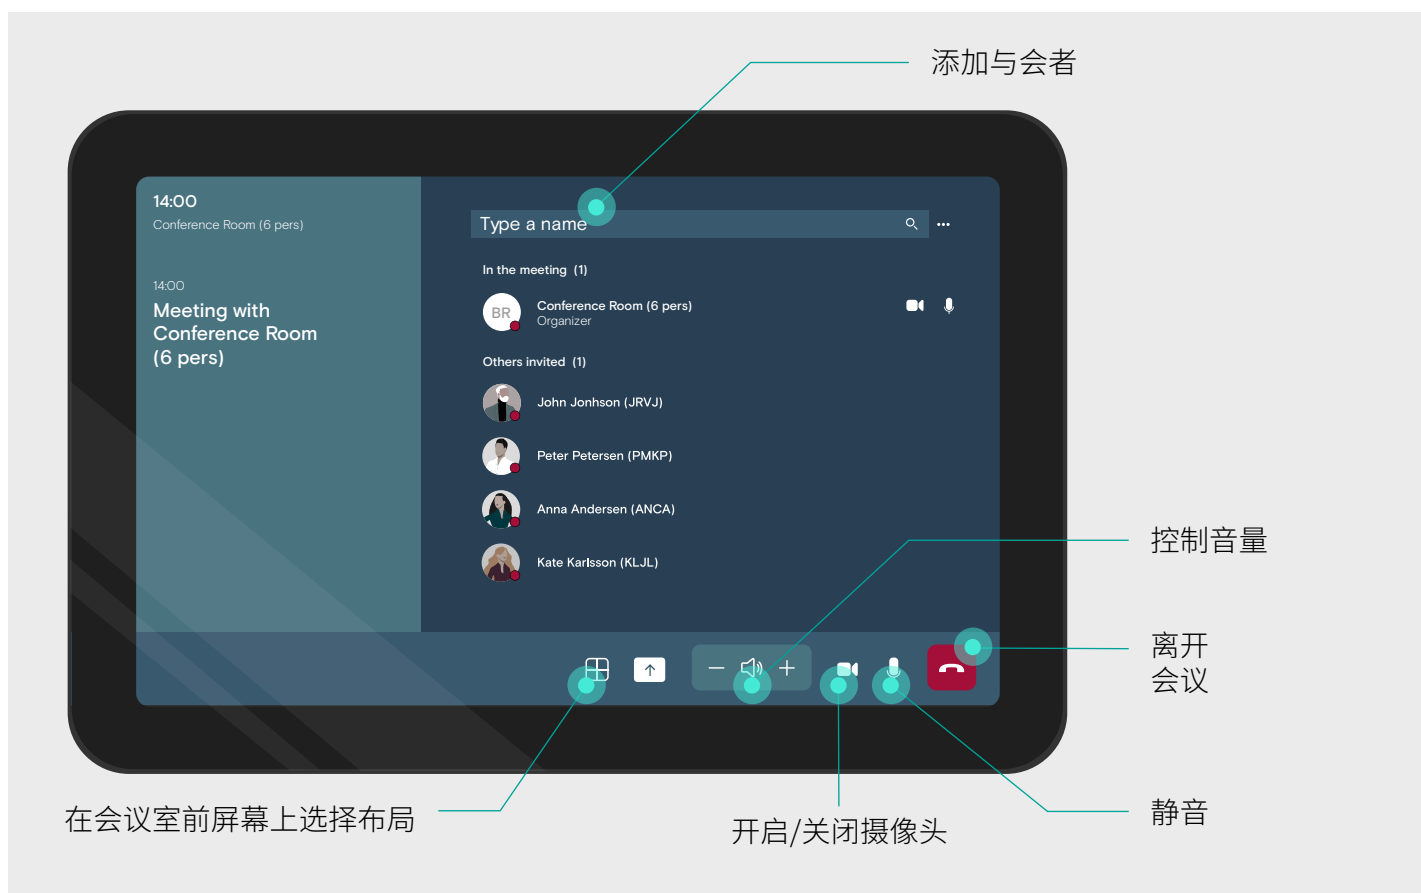 添加与会者
14:00
Conference Room (6 pers)
14:00
Meeting with
Conference Room
(6 pers)
Type a name
In the meeting (1)
BR
Conference Room (6 pers)
Organizer
Others invited (1)
John Jonhson (JRVJ)
Peter Petersen (PMKP)
Anna Andersen (ANCA)
Kate Karlsson (KLJL)
控制音量
离开
会议
在会议室前屏幕上选择布局
开启/关闭摄像头
静音